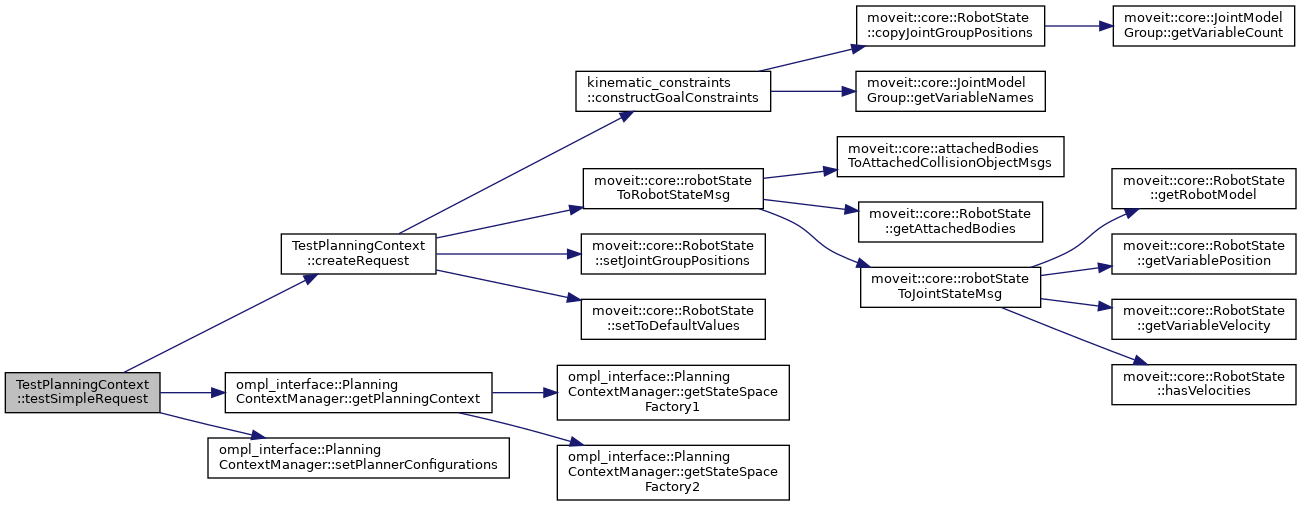 moveit::core::RobotState
::copyJointGroupPositions
moveit::core::JointModel
Group::getVariableCount
kinematic_constraints
::constructGoalConstraints
moveit::core::JointModel
Group::getVariableNames
moveit::core::attachedBodies
ToAttachedCollisionObjectMsgs
moveit::core::robotState
ToRobotStateMsg
moveit::core::RobotState
::getRobotModel
moveit::core::RobotState
::getAttachedBodies
TestPlanningContext
::createRequest
moveit::core::RobotState
::setJointGroupPositions
moveit::core::RobotState
::getVariablePosition
moveit::core::robotState
ToJointStateMsg
moveit::core::RobotState
::setToDefaultValues
moveit::core::RobotState
::getVariableVelocity
moveit::core::RobotState
::hasVelocities
TestPlanningContext
::testSimpleRequest
ompl_interface::Planning
ContextManager::getPlanningContext
ompl_interface::Planning
ContextManager::getStateSpace
Factory1
ompl_interface::Planning
ContextManager::setPlannerConfigurations
ompl_interface::Planning
ContextManager::getStateSpace
Factory2